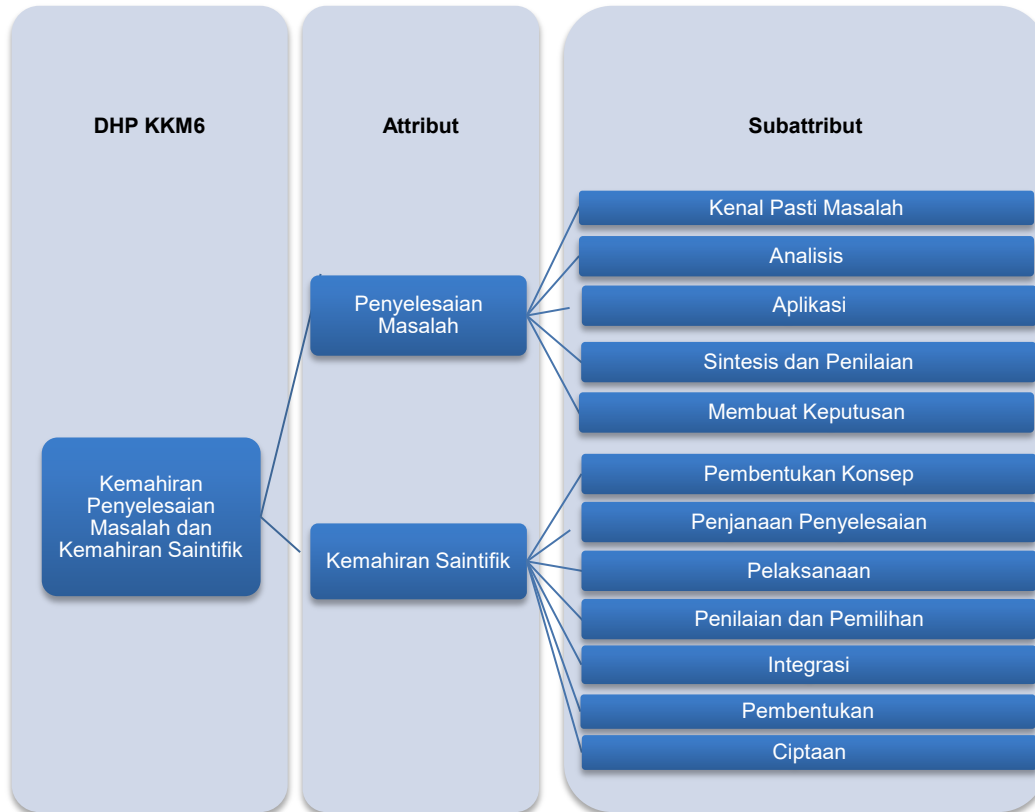 DHP KKM6
Attribut
Subattribut
Kemahiran
Penyelesaian
Masalah dan
Kemahiran Saintifik
Penyelesaian
Masalah
Kenal Pasti Masalah
Analisis
Aplikasi
Sintesis dan Penilaian
Membuat Keputusan
Kemahiran Saintifik
Pembentukan Konsep
Penjanaan Penyelesaian
Pelaksanaan
Penilaian dan Pemilihan
Integrasi
Pembentukan
Ciptaan